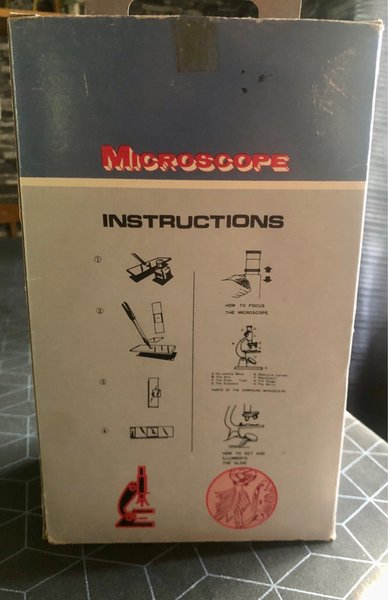 MICROSCOPE
INSTRUCTIONS
1
2
3
4
HOW TO FOCUS
THE MICROSCOPE
PARTS OF THE COMPOUND MICROSCOPE
HOW TO SET AND
ILLUMINATE
THE SLIDE